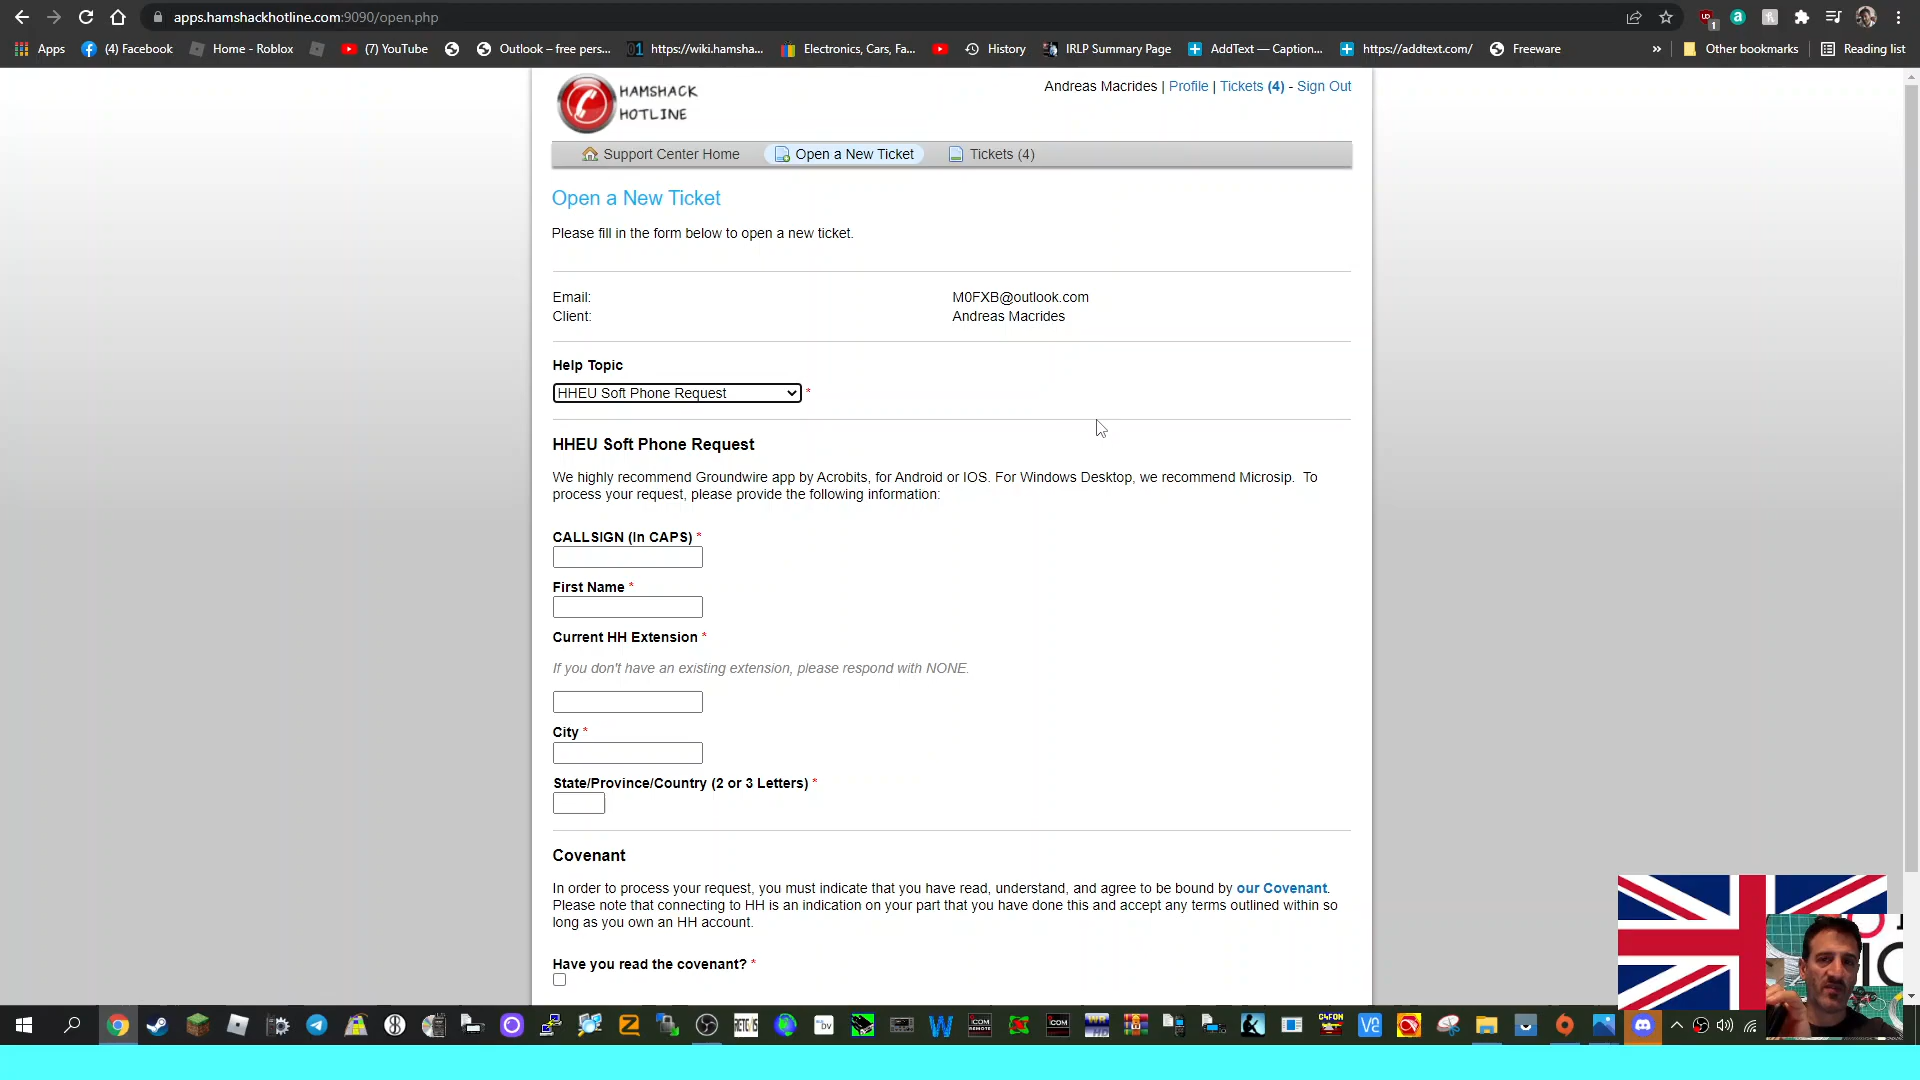 apps.hamshackhotline.com:9090/open.php
Apps
(4) Facebook
Home - Roblox
(7) YouTube
Outlook – free pers...
https://wiki.hamsha...
Electronics, Cars, Fa...
History
IRLP Summary Page
AddText — Caption...
https://addtext.com/
Freeware
»
Other bookmarks
Reading list
HAMSHACK
HOTLINE
Andreas Macrides | Profile | Tickets (4) - Sign Out
Support Center Home
Open a New Ticket
Tickets (4)
Open a New Ticket
Please fill in the form below to open a new ticket.
Email:
M0FXB@outlook.com
Client:
Andreas Macrides
Help Topic
HHEU Soft Phone Request *
HHEU Soft Phone Request
We highly recommend Groundwire app by Acrobits, for Android or IOS. For Windows Desktop, we recommend Microsip. To
process your request, please provide the following information:
CALLSIGN (In CAPS) *
First Name *
Current HH Extension *
If you don't have an existing extension, please respond with NONE.
City *
State/Province/Country (2 or 3 Letters) *
Covenant
In order to process your request, you must indicate that you have read, understand, and agree to be bound by our Covenant.
Please note that connecting to HH is an indication on your part that you have done this and accept any terms outlined within so
long as you own an HH account.
Have you read the covenant? *